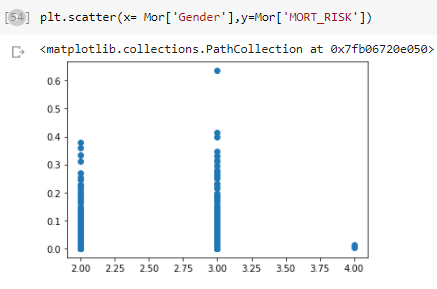 [54] plt.scatter(x= Mor['Gender'],y=Mor['MORT_RISK'])
<matplotlib.collections.PathCollection at 0x7fb06720e050>
0.6
0.5
0.4
0.3
0.2
0.1
0.0
2.00 2.25 2.50 2.75 3.00 3.25 3.50 3.75 4.00